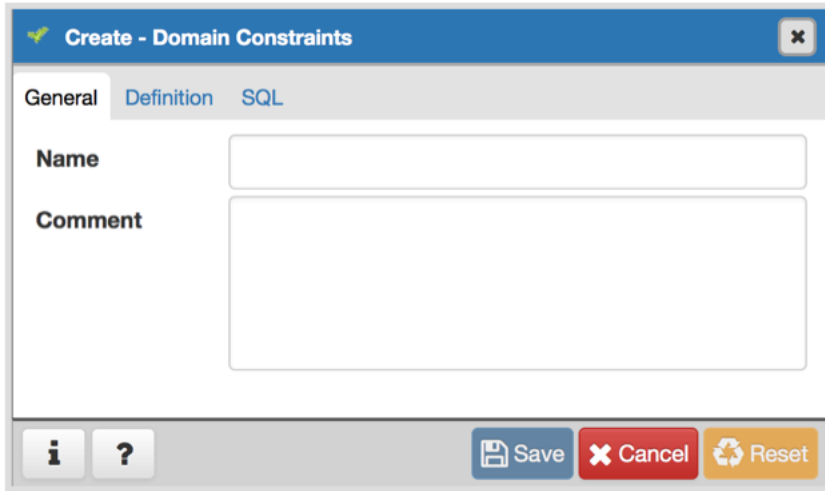 Create - Domain Constraints
General Definition SQL
Name
Comment
i ? Save Cancel Reset